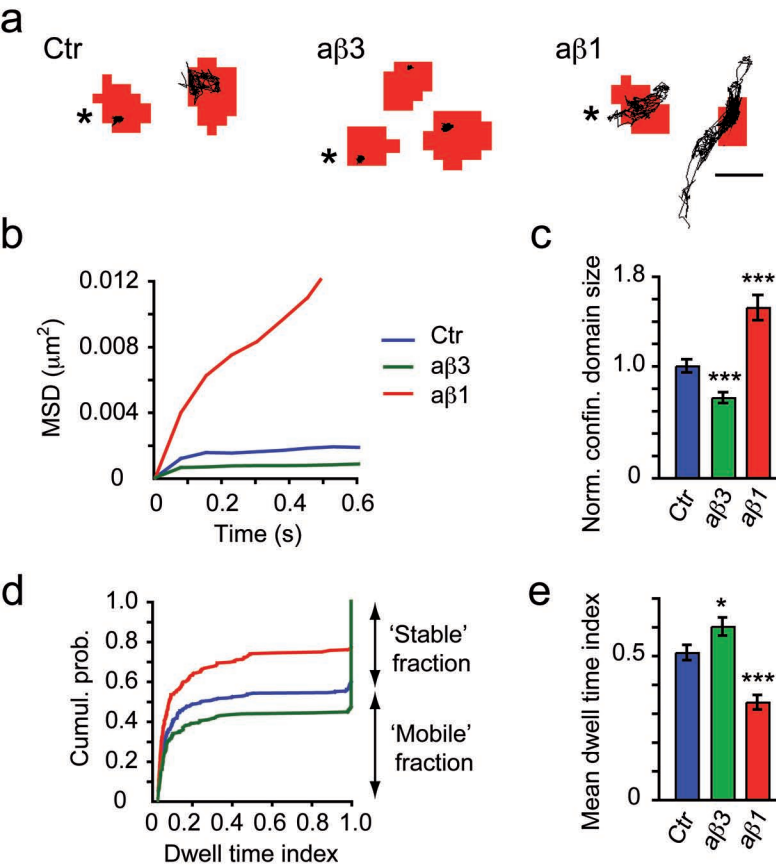 a
Ctr
aβ3
aβ1
*
*
*
b
MSD (μm²)
0.012
0.008
0.004
0
0
0.2
0.4
0.6
Time (s)
Ctr
aβ3
aβ1
c
Norm. confin. domain size
1.8
1.0
0
***
***
Ctr
aβ3
aβ1
d
Cumul. prob.
1.0
0.8
0.6
0.4
0.2
0
0
0.2
0.4
0.6
0.8
1.0
Dwell time index
‘Stable’
fraction
‘Mobile’
fraction
e
Mean dwell time index
0.5
0
*
***
Ctr
aβ3
aβ1